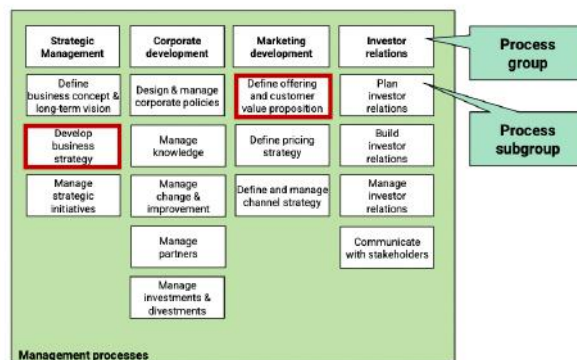 Strategic
Management
Corporate
development
Marketing
development
Investor
relations
Process
group
Define
business concept &
long-term vision
Design & manage
corporate policies
Define offering
and customer
value proposition
Plan
investor
relations
Process
subgroup
Develop
business
strategy
Manage
knowledge
Define pricing
strategy
Build
investor
relations
Manage
strategic
initiatives
Manage
change &
improvement
Define and manage
channel strategy
Manage
investor
relations
Manage
partners
Communicate
with stakeholders
Manage
investments &
divestments
Management processes